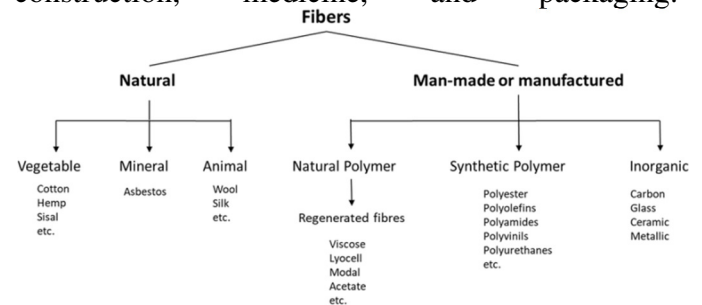 construction, medicine, and packaging.
Fibers
Natural
Man-made or manufactured
Vegetable
Mineral
Animal
Natural Polymer
Synthetic Polymer
Inorganic
Cotton
Hemp
Sisal
etc.
Asbestos
Wool
Silk
etc.
Regenerated fibres
Viscose
Lyocell
Modal
Acetate
etc.
Polyester
Polyolefins
Polyamides
Polyvinils
Polyurethanes
etc.
Carbon
Glass
Ceramic
Metallic